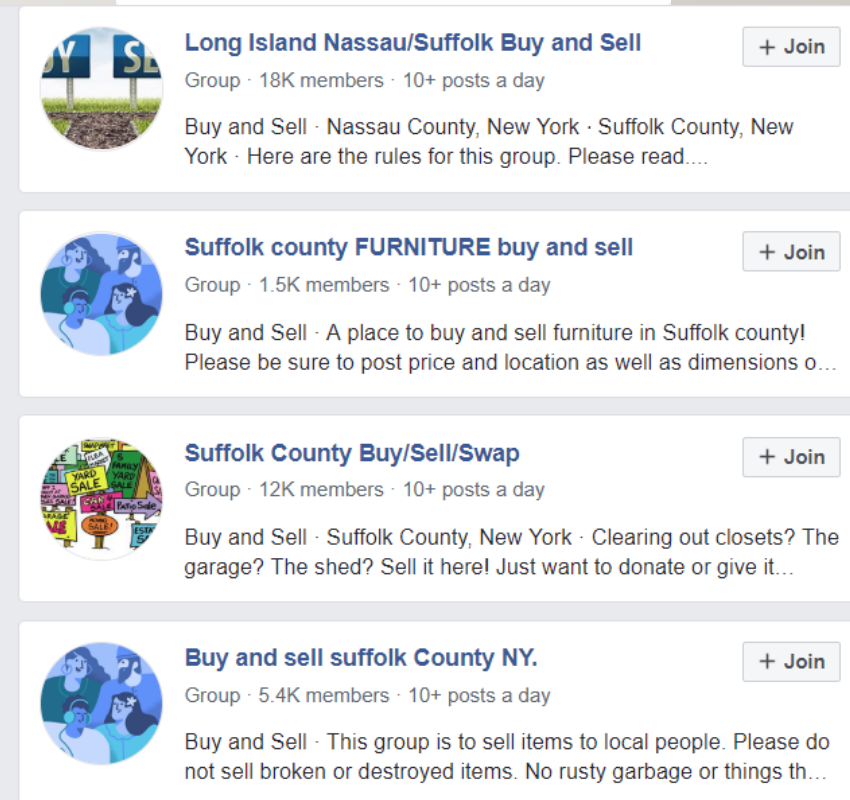 UY SE
Long Island Nassau/Suffolk Buy and Sell
+ Join
Group · 18K members · 10+ posts a day
Buy and Sell · Nassau County, New York · Suffolk County, New
York · Here are the rules for this group. Please read....
Suffolk county FURNITURE buy and sell
+ Join
Group · 1.5K members · 10+ posts a day
Buy and Sell · A place to buy and sell furniture in Suffolk county!
Please be sure to post price and location as well as dimensions o...
YARD
SALE
Suffolk County Buy/Sell/Swap
+ Join
Group · 12K members · 10+ posts a day
Buy and Sell · Suffolk County, New York · Clearing out closets? The
garage? The shed? Sell it here! Just want to donate or give it...
Buy and sell suffolk County NY.
+ Join
Group · 5.4K members · 10+ posts a day
Buy and Sell · This group is to sell items to local people. Please do
not sell broken or destroyed items. No rusty garbage or things th...